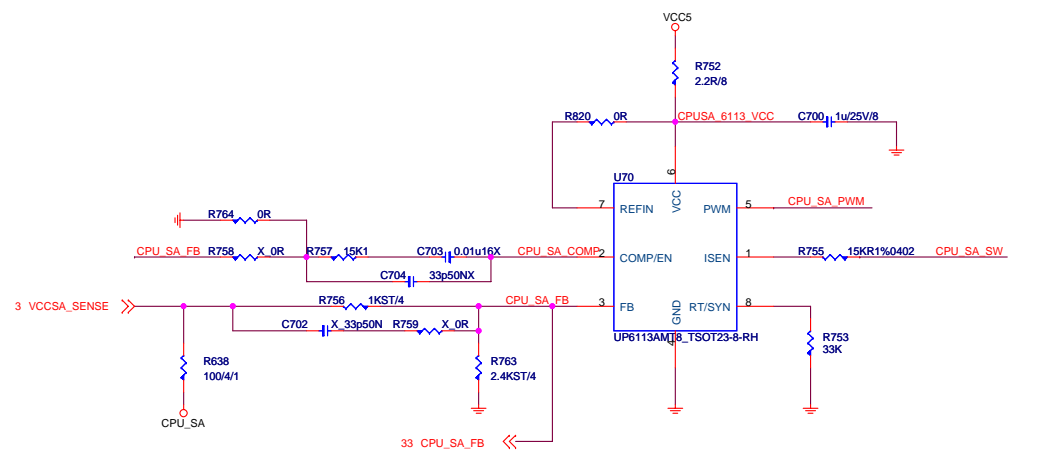 VCC5
R752
2.2R/8
R820 0R CPUSA_6113_VCC C700 1u/25V/8
U70
6
7 REFIN VCC PWM 5 CPU_SA_PWM
R764 0R
CPU_SA_FB R758 X_0R R757 15K1 C703 0.01u16X CPU_SA_COMP 2 COMP/EN ISEN 1 R755 15KR1%0402 CPU_SA_SW
C704 33p50NX
3 VCCSA_SENSE R756 1KST/4 CPU_SA_FB 3 FB GND RT/SYN 8
C702 X_33p50N R759 X_0R
4 UP6113AMT8_TSOT23-8-RH
R753
33K
R638
100/4/1
R763
2.4KST/4
CPU_SA
33 CPU_SA_FB